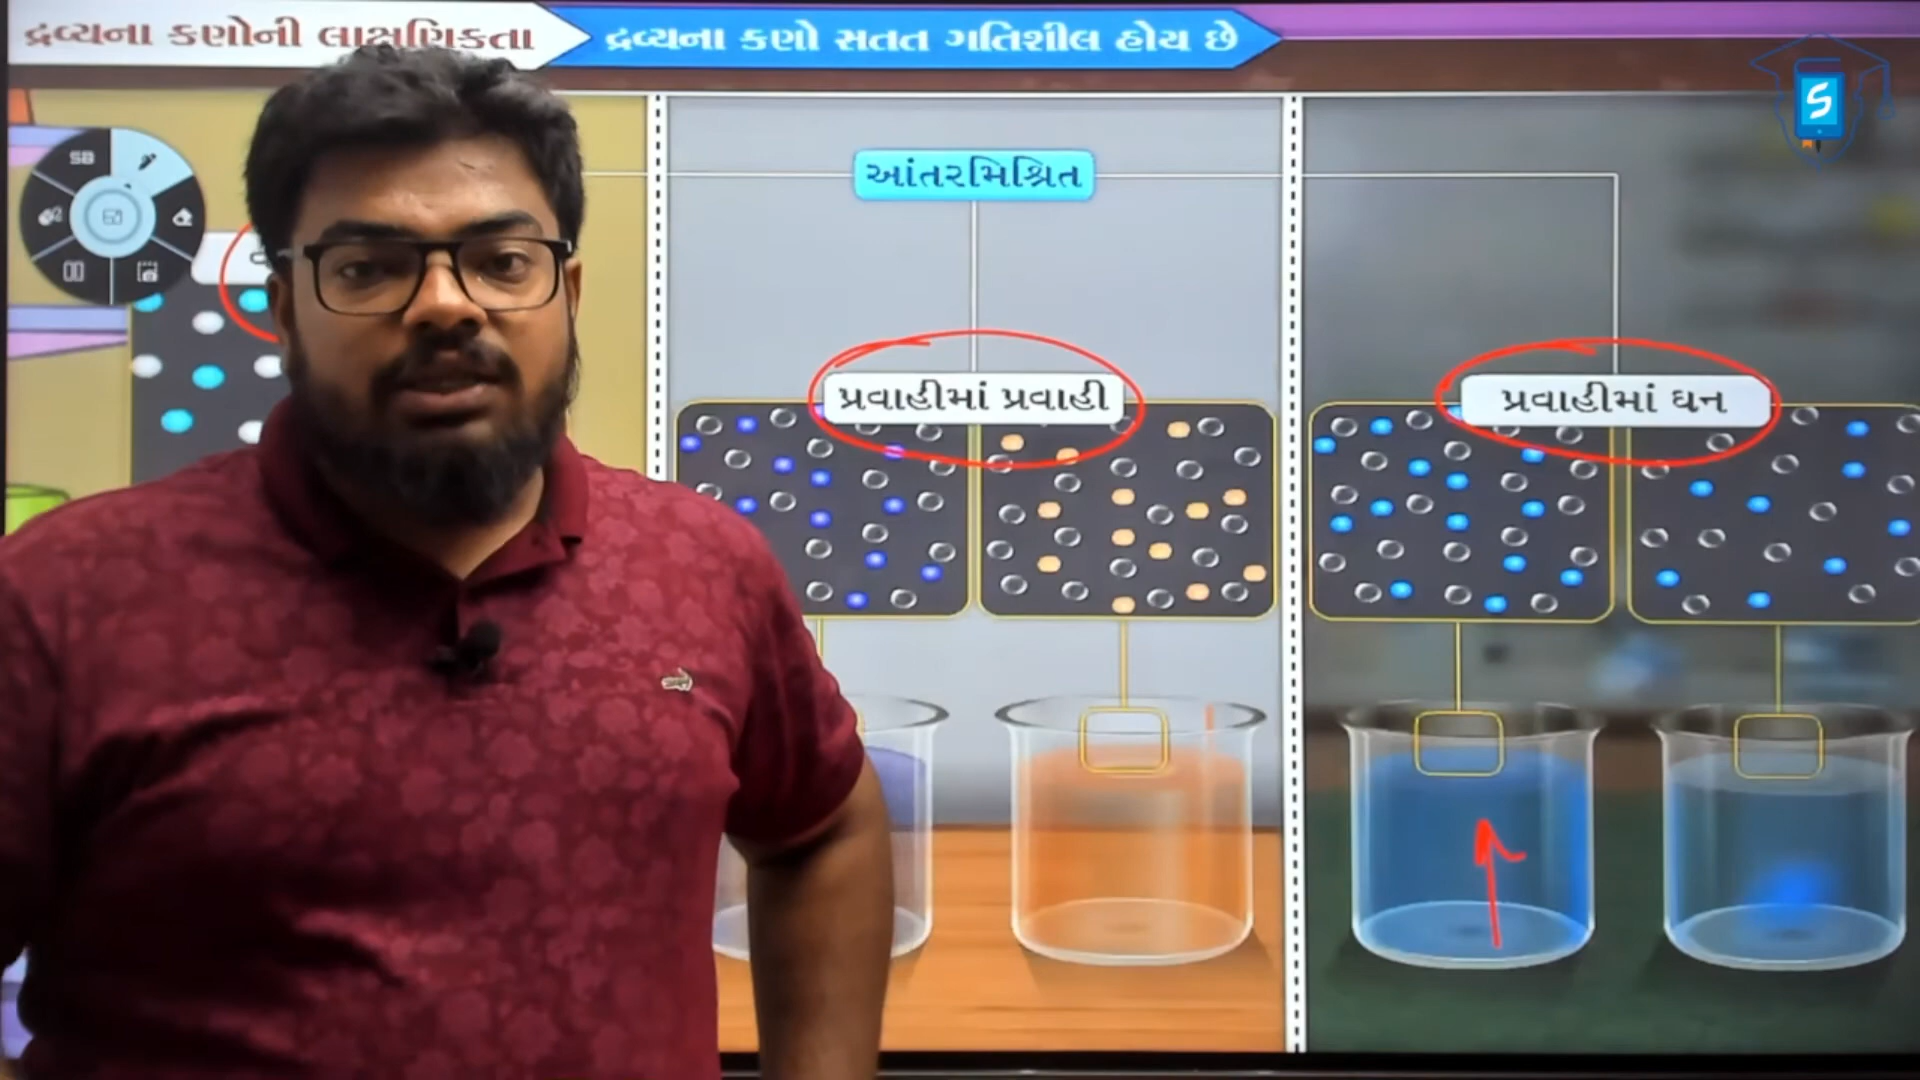 દ્રવ્યના કણોની લાક્ષણિકતા
દ્રવ્યના કણો સતત ગતિશીલ હોય છે
S
SB
આંતરમિશ્રિત
પ્રવાહીમાં પ્રવાહી
પ્રવાહીમાં ઘન